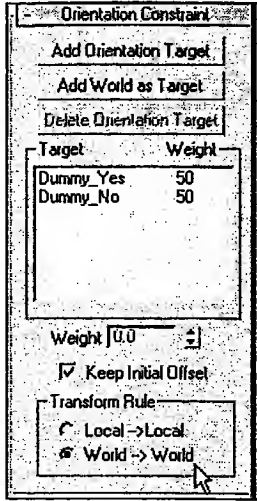 - Orientation Constraint
Add Orientation Target
Add World as Target
Delete Orientation Target
Target Weight
Dummy_Yes 50
Dummy_No 50
Weight 0.0
Keep Initial Offset
Transform Rule
Local -> Local
World -> World